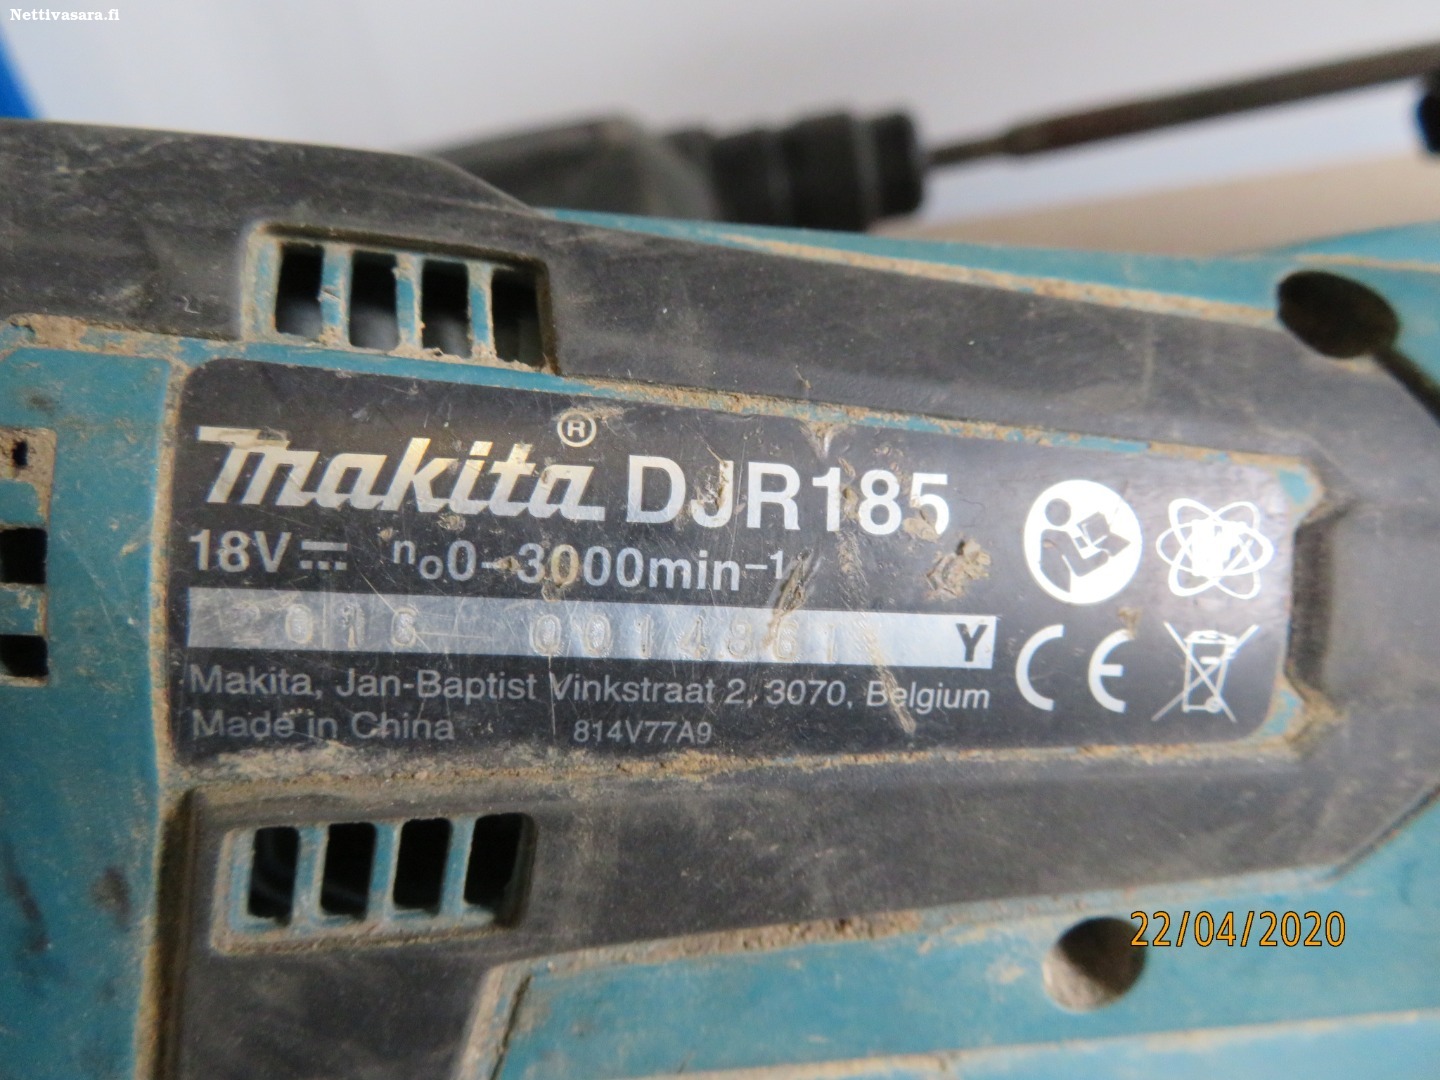 Nettivasara.fi
makita® DJR185
18V⎓ n₀0–3000min⁻¹
Y
Makita, Jan-Baptist Vinkstraat 2, 3070, Belgium
Made in China 814V77A9
CE
22/04/2020